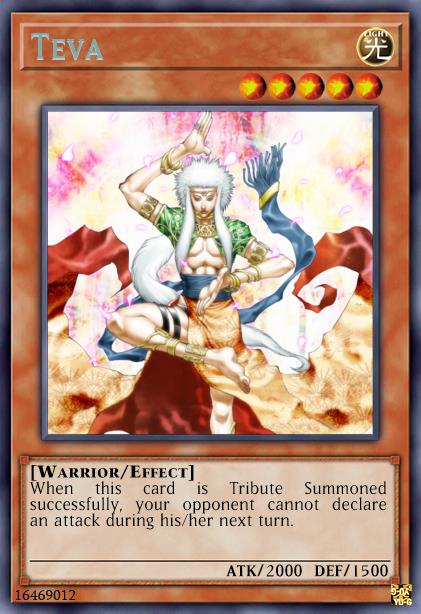 TEVA
LIGHT
光
[WARRIOR/EFFECT]
When this card is Tribute Summoned
successfully, your opponent cannot declare
an attack during his/her next turn.
ATK/2000 DEF/1500
16469012